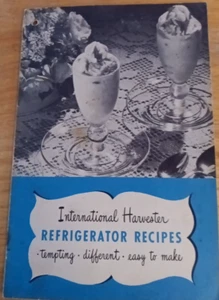 International Harvester
REFRIGERATOR RECIPES
-tempting - different - easy to make